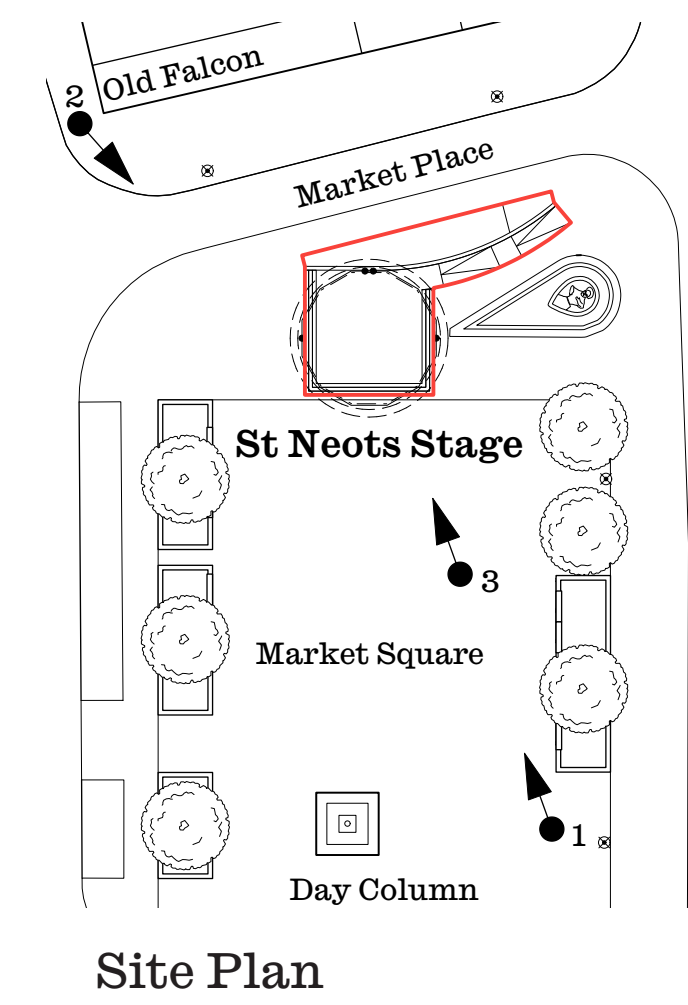 Old Falcon
2
Market Place
St Neots Stage
3
Market Square
1
Day Column
Site Plan